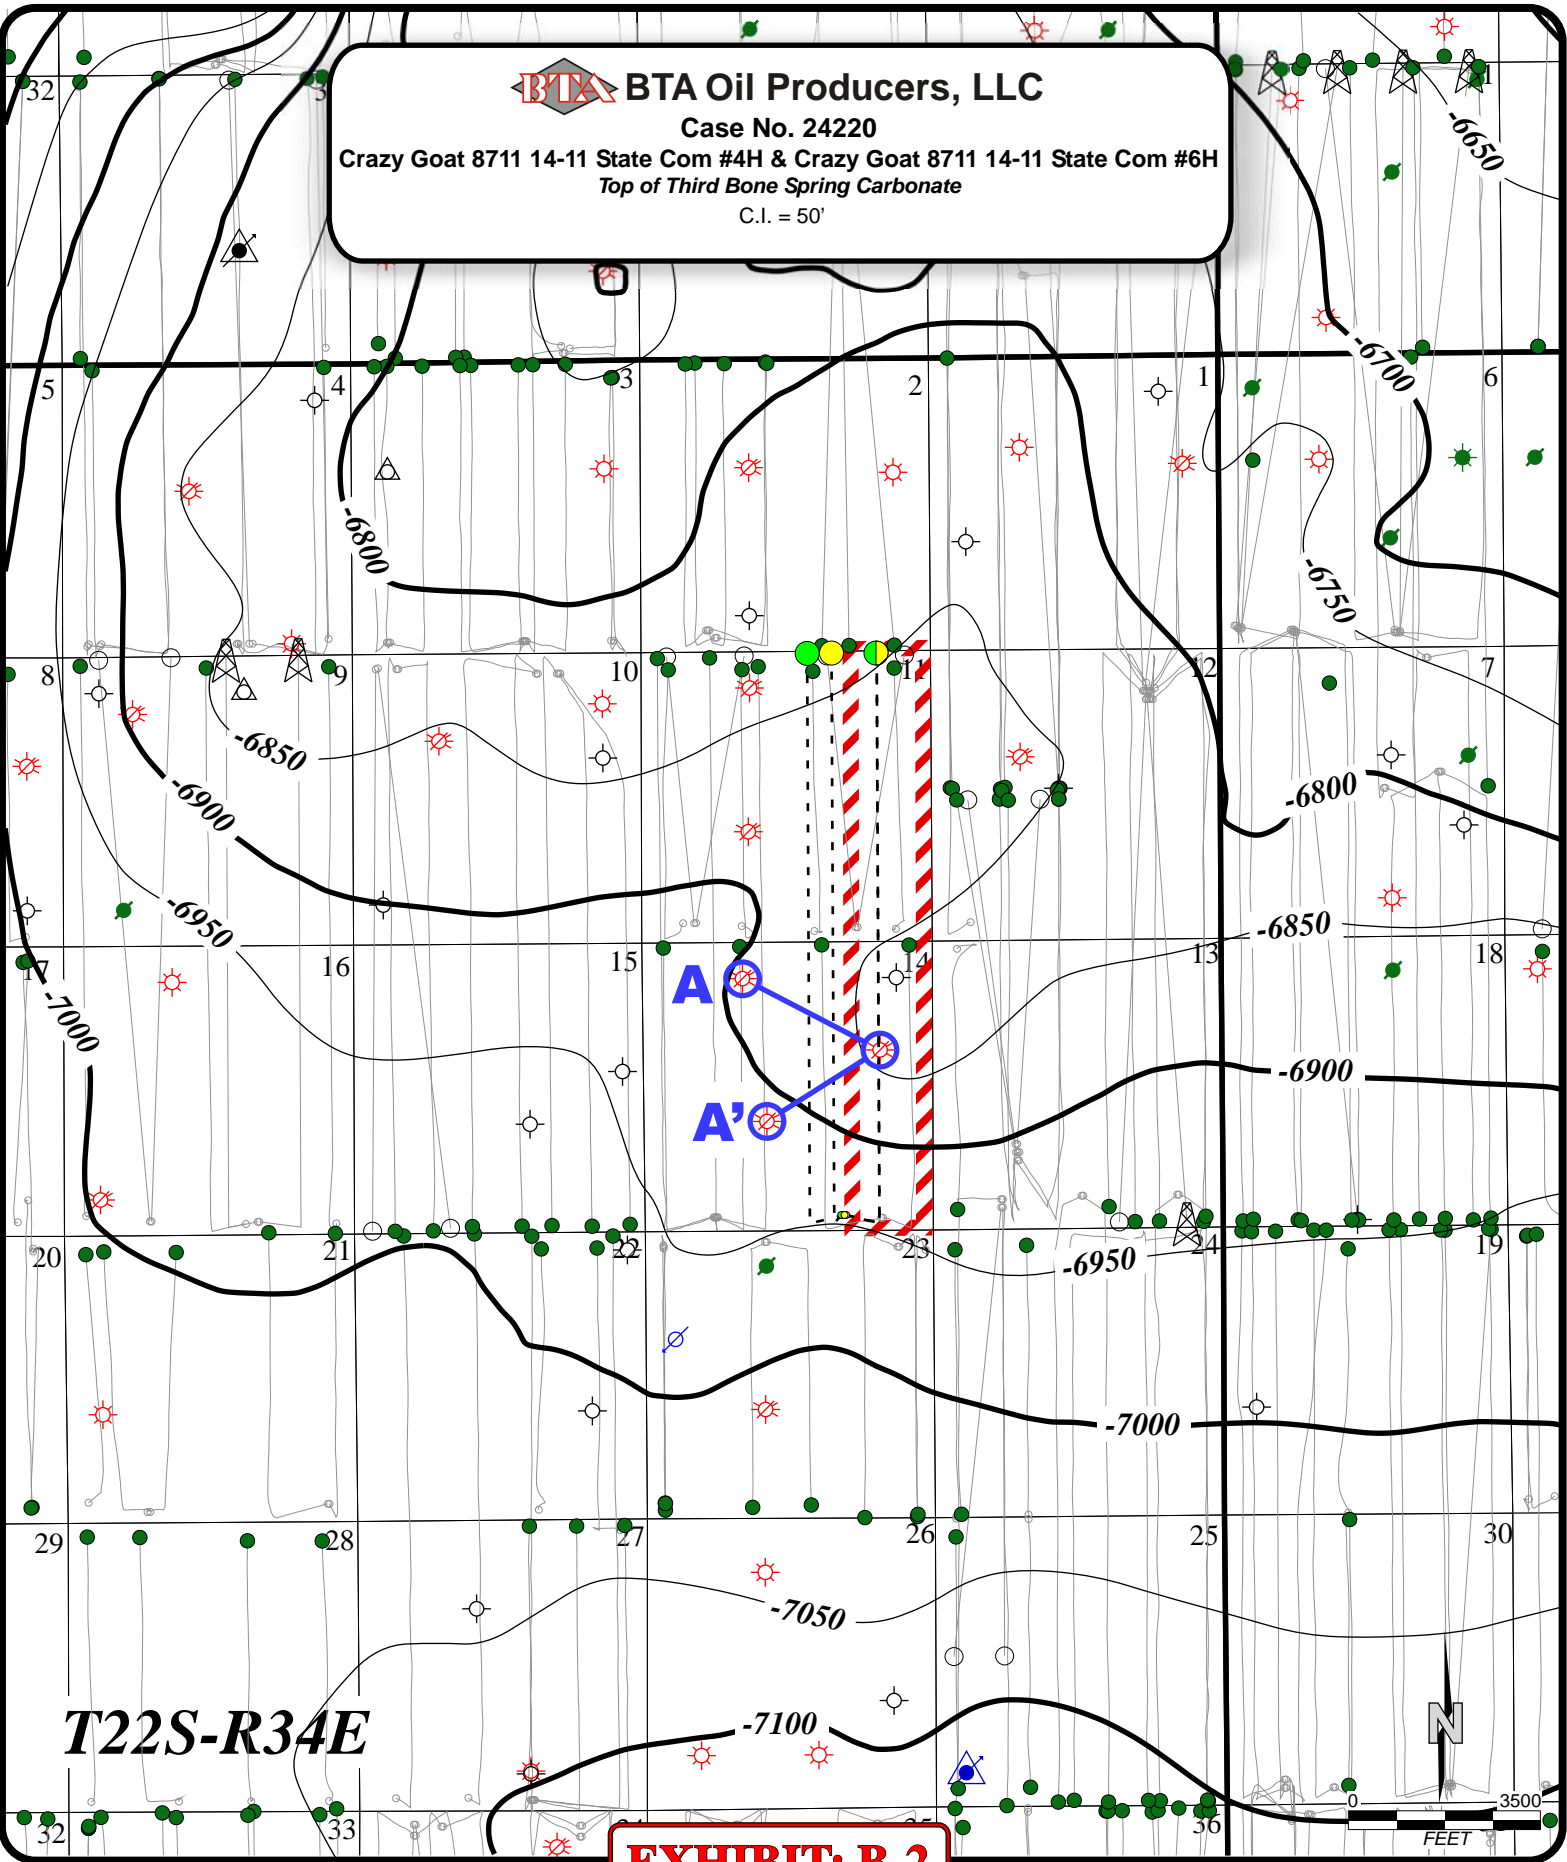 BTA BTA Oil Producers, LLC
Case No. 24220
Crazy Goat 8711 14-11 State Com #4H & Crazy Goat 8711 14-11 State Com #6H
Top of Third Bone Spring Carbonate
C.I. = 50'
32
-6650
5 4 3 2 1 6
-6700
-6800
-6750
8 9 10 11 12 7
-6850
-6900
-6800
-6950
-6850
17 16 15 14 13 18
A
-7000
-6900
A’
20 21 22 23 24 19
-6950
-7000
29 28 27 26 25 30
-7050
T22S-R34E
-7100
N
0 3500
FEET
32 33 36
EXHIBIT: B-2